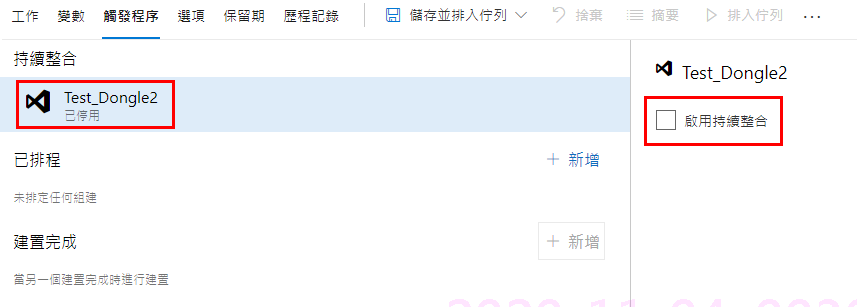 工作 變數 觸發程序 選項 保留期 歷程記錄 儲存並排入佇列 捨棄 摘要 排入佇列 ...
持續整合
Test_Dongle2
已停用
已排程 + 新增
未排定任何組建
建置完成 + 新增
當另一個建置完成時進行建置
Test_Dongle2
啟用持續整合